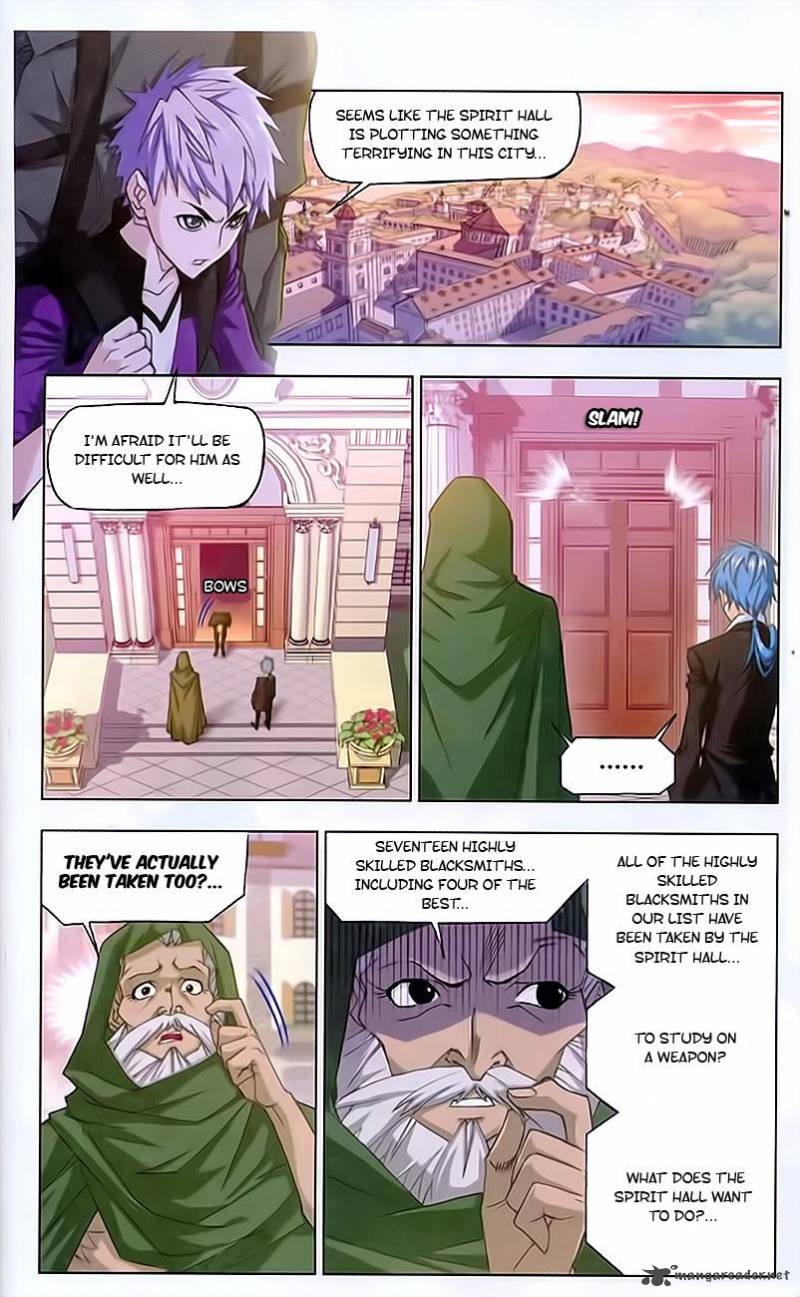 SEEMS LIKE THE SPIRIT HALL
IS PLOTTING SOMETHING
TERRIFYING IN THIS CITY...
I'M AFRAID IT'LL BE
DIFFICULT FOR HIM AS
WELL...
BOWS
SLAM!
......
THEY'VE ACTUALLY
BEEN TAKEN TOO?...
SEVENTEEN HIGHLY
SKILLED BLACKSMITHS...
INCLUDING FOUR OF THE
BEST...
ALL OF THE HIGHLY
SKILLED
BLACKSMITHS IN
OUR LIST HAVE
BEEN TAKEN BY THE
SPIRIT HALL...
TO STUDY ON
A WEAPON?
WHAT DOES THE
SPIRIT HALL WANT
TO DO?...
mangareader.net